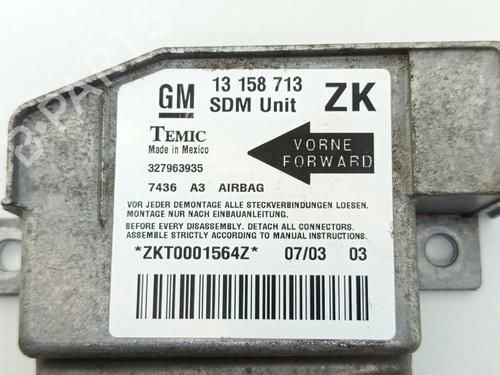 GM 13 158 713 ZK
SDM Unit
TEMIC
Made in Mexico
VORNE
FORWARD
327963935
7436 A3 AIRBAG
VOR JEDER DEMONTAGE ALLE STECKVERBINDUNGEN LOESEN.
MONTAGE NUR NACH EINBAUANLEITUNG.
BEFORE EVERY DISASSEMBLY. DETACH ALL CONNECTORS.
ASSEMBLE STRICTLY ACCORDING TO MANUAL INSTRUCTIONS.
*ZKT0001564Z* 07/03 03